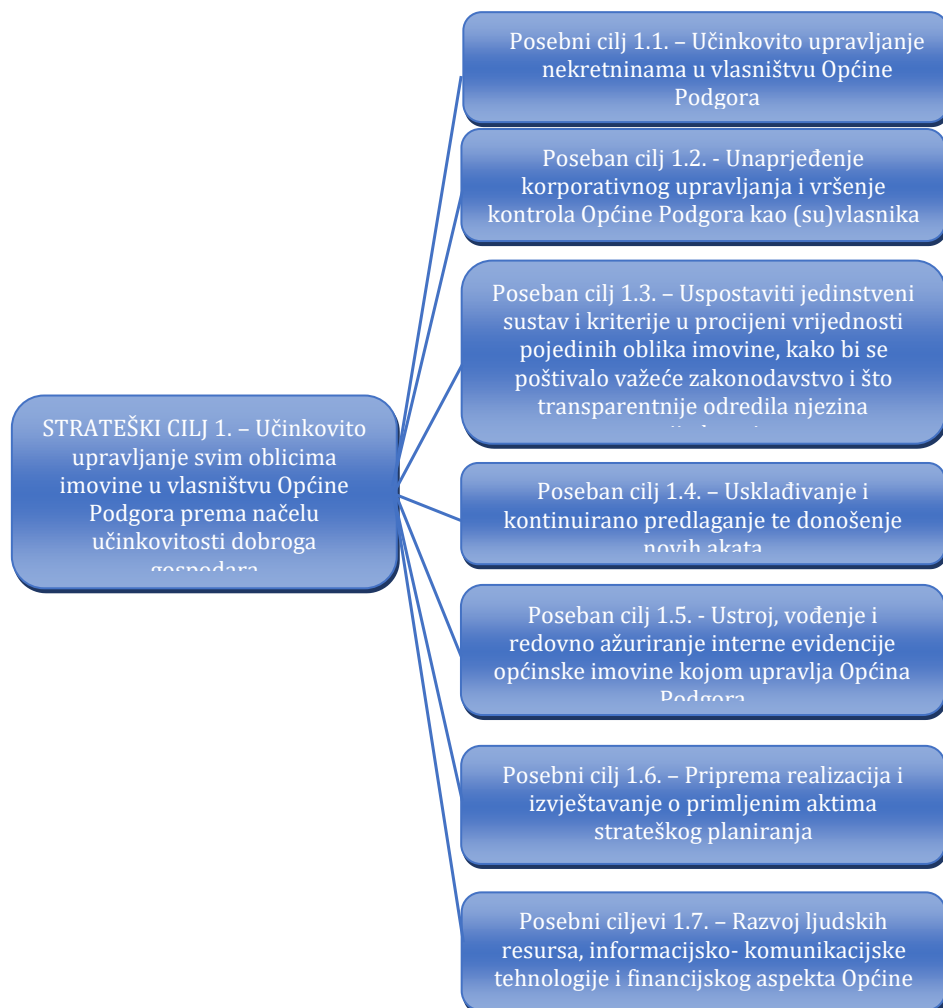 Posebni cilj 1.1. – Učinkovito upravljanje
nekretninama u vlasništvu Općine
Podgora
Poseban cilj 1.2. - Unaprjeđenje
korporativnog upravljanja i vršenje
kontrola Općine Podgora kao (su)vlasnika
Poseban cilj 1.3. – Uspostaviti jedinstveni
sustav i kriterije u procijeni vrijednosti
pojedinih oblika imovine, kako bi se
poštivalo važeće zakonodavstvo i što
transparentnije odredila njezina
STRATEŠKI CILJ 1. – Učinkovito
upravljanje svim oblicima
imovine u vlasništvu Općine
Podgora prema načelu
učinkovitosti dobroga
gospodara
Poseban cilj 1.4. – Usklađivanje i
kontinuirano predlaganje te donošenje
novih akata
Poseban cilj 1.5. - Ustroj, vođenje i
redovno ažuriranje interne evidencije
općinske imovine kojom upravlja Općina
Podgora
Posebni cilj 1.6. – Priprema realizacija i
izvještavanje o primljenim aktima
strateškog planiranja
Posebni ciljevi 1.7. – Razvoj ljudskih
resursa, informacijsko- komunikacijske
tehnologije i financijskog aspekta Općine